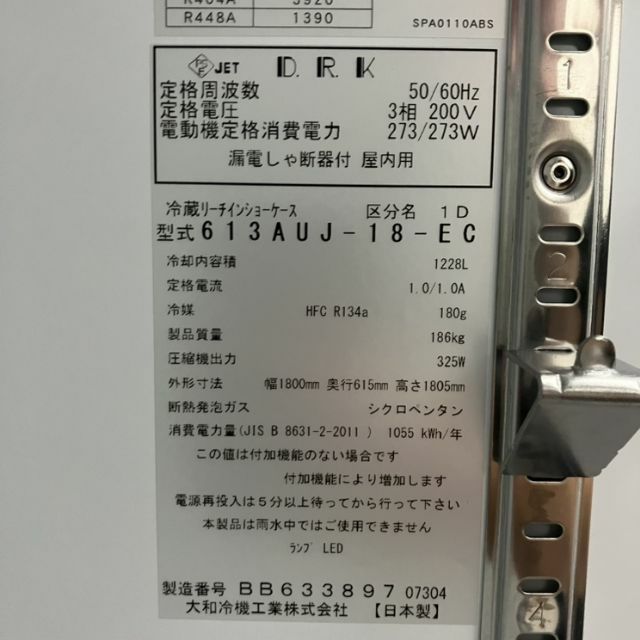 R404A 3920
R448A 1390
SPA0110ABS
PS E JET D.R.K
定格周波数 50/60Hz
定格電圧 3相 200V
電動機定格消費電力 273/273W
漏電しゃ断器付 屋内用
冷蔵リーチインショーケース 区分名 1D
型式 613AUJ-18-EC
冷却内容積 1228L
定格電流 1.0/1.0A
冷媒 HFC R134a 180g
製品質量 186kg
圧縮機出力 325W
外形寸法 幅1800mm 奥行615mm 高さ1805mm
断熱発泡ガス シクロペンタン
消費電力量(JIS B 8631-2-2011 ) 1055 kWh/年
この値は付加機能のない場合です
付加機能により増加します
電源再投入は5分以上待ってから行って下さい
本製品は雨水中ではご使用できません
ランプ LED
製造番号 BB633897 07304
大和冷機工業株式会社 【日本製】
1
2
4